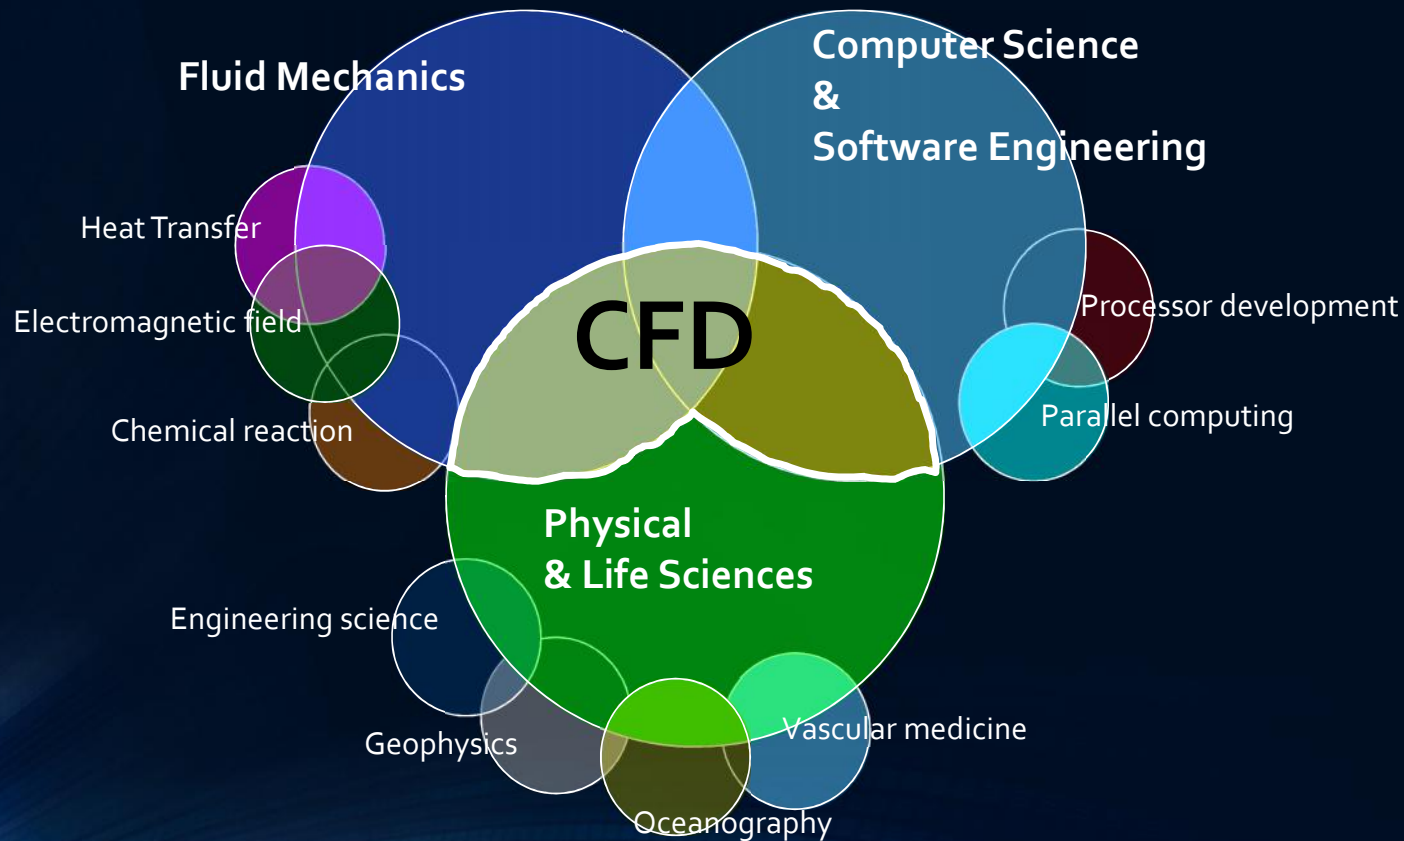 Fluid Mechanics
Computer Science
&
Software Engineering
Heat Transfer
Electromagnetic field
Chemical reaction
CFD
Processor development
Parallel computing
Physical
& Life Sciences
Engineering science
Geophysics
Vascular medicine
Oceanography